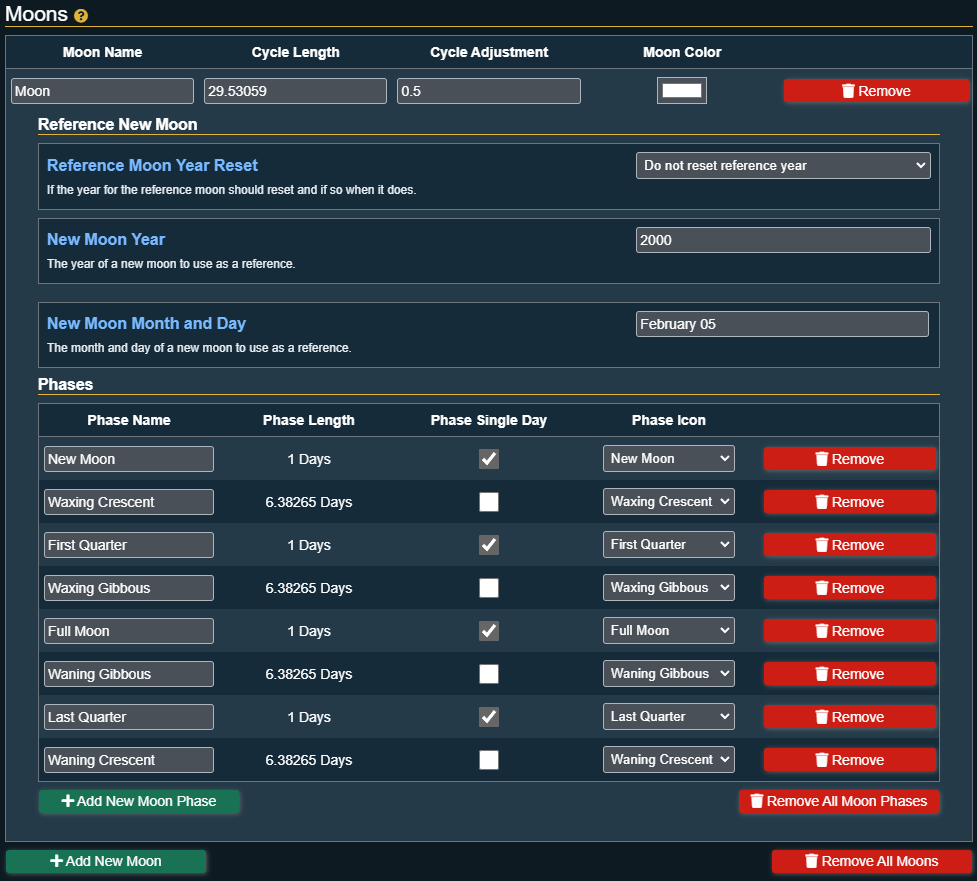 Moons ?
Moon Name Cycle Length Cycle Adjustment Moon Color
Moon 29.53059 0.5 Remove
Reference New Moon
Reference Moon Year Reset Do not reset reference year
If the year for the reference moon should reset and if so when it does.
New Moon Year 2000
The year of a new moon to use as a reference.
New Moon Month and Day February 05
The month and day of a new moon to use as a reference.
Phases
Phase Name Phase Length Phase Single Day Phase Icon
New Moon 1 Days New Moon Remove
Waxing Crescent 6.38265 Days Waxing Crescent Remove
First Quarter 1 Days First Quarter Remove
Waxing Gibbous 6.38265 Days Waxing Gibbous Remove
Full Moon 1 Days Full Moon Remove
Waning Gibbous 6.38265 Days Waning Gibbous Remove
Last Quarter 1 Days Last Quarter Remove
Waning Crescent 6.38265 Days Waning Crescent Remove
Add New Moon Phase Remove All Moon Phases
Add New Moon Remove All Moons